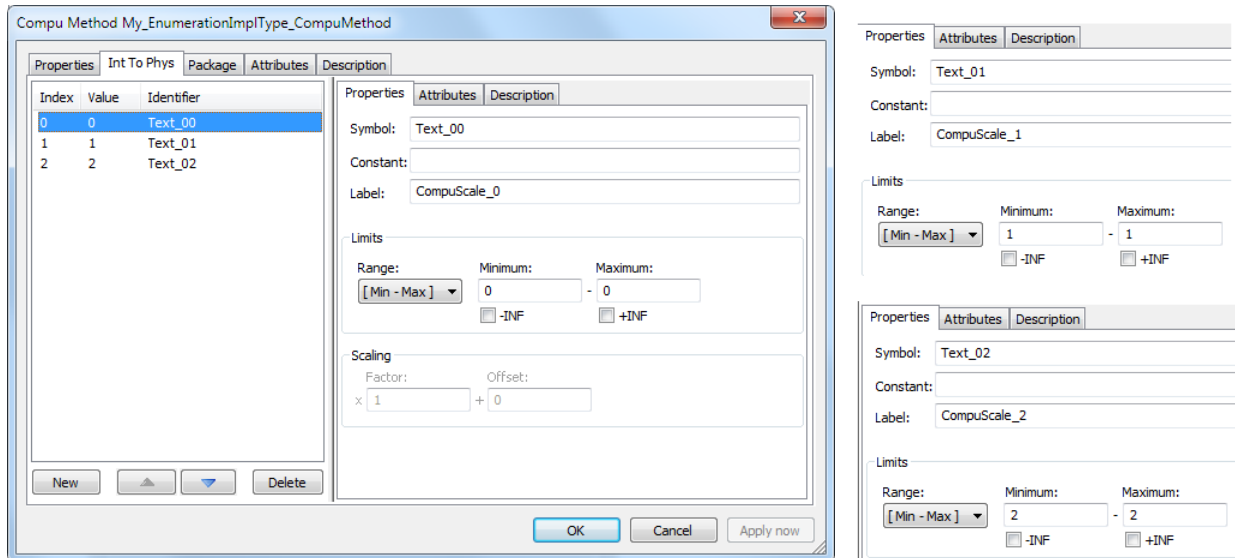 Compu Method My_EnumerationImplType_CompuMethod
x
Properties Int To Phys Package Attributes Description
Index Value Identifier
0 0 Text_00
1 1 Text_01
2 2 Text_02
New
Delete
Properties Attributes Description
Symbol: Text_00
Constant:
Label: CompuScale_0
Limits
Range: Minimum: Maximum:
[ Min - Max ] 0 - 0
-INF +INF
Scaling
Factor: Offset:
x 1 + 0
OK Cancel Apply now
Properties Attributes Description
Symbol: Text_01
Constant:
Label: CompuScale_1
Limits
Range: Minimum: Maximum:
[ Min - Max ] 1 - 1
-INF +INF
Properties Attributes Description
Symbol: Text_02
Constant:
Label: CompuScale_2
Limits
Range: Minimum: Maximum:
[ Min - Max ] 2 - 2
-INF +INF